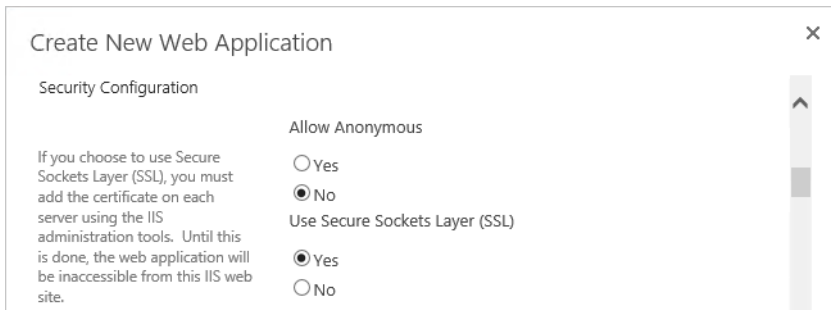 Create New Web Application
Security Configuration
If you choose to use Secure
Sockets Layer (SSL), you must
add the certificate on each
server using the IIS
administration tools.  Until this
is done, the web application will
be inaccessible from this IIS web
site.
Allow Anonymous
Yes
No
Use Secure Sockets Layer (SSL)
Yes
No